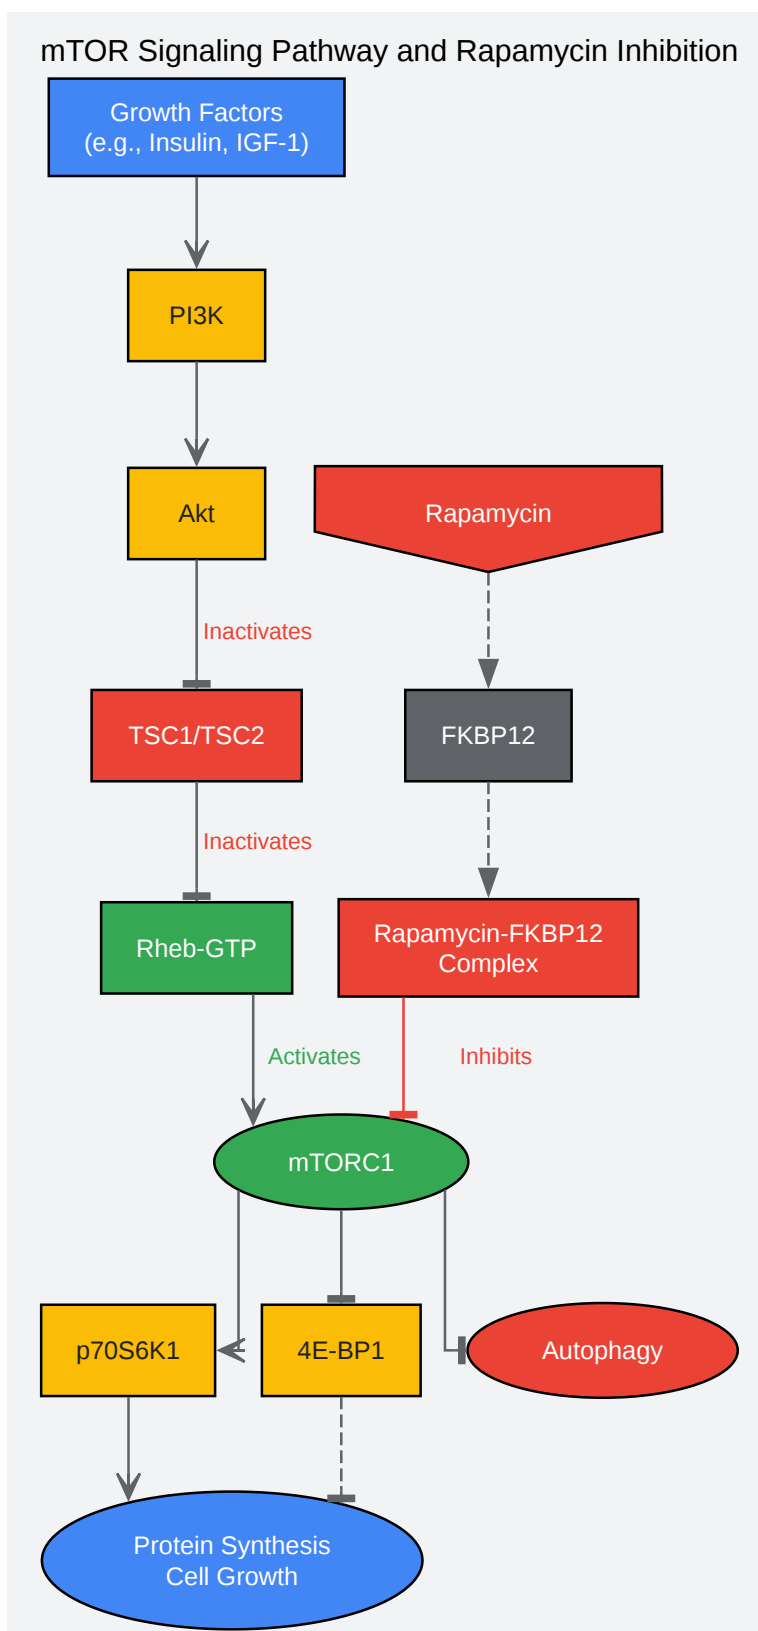 mTOR Signaling Pathway and Rapamycin Inhibition
Growth Factors
(e.g., Insulin, IGF-1)
PI3K
Akt
Rapamycin
Inactivates
TSC1/TSC2
FKBP12
Inactivates
Rheb-GTP
Rapamycin-FKBP12
Complex
Activates
Inhibits
mTORC1
p70S6K1
4E-BP1
Autophagy
Protein Synthesis
Cell Growth